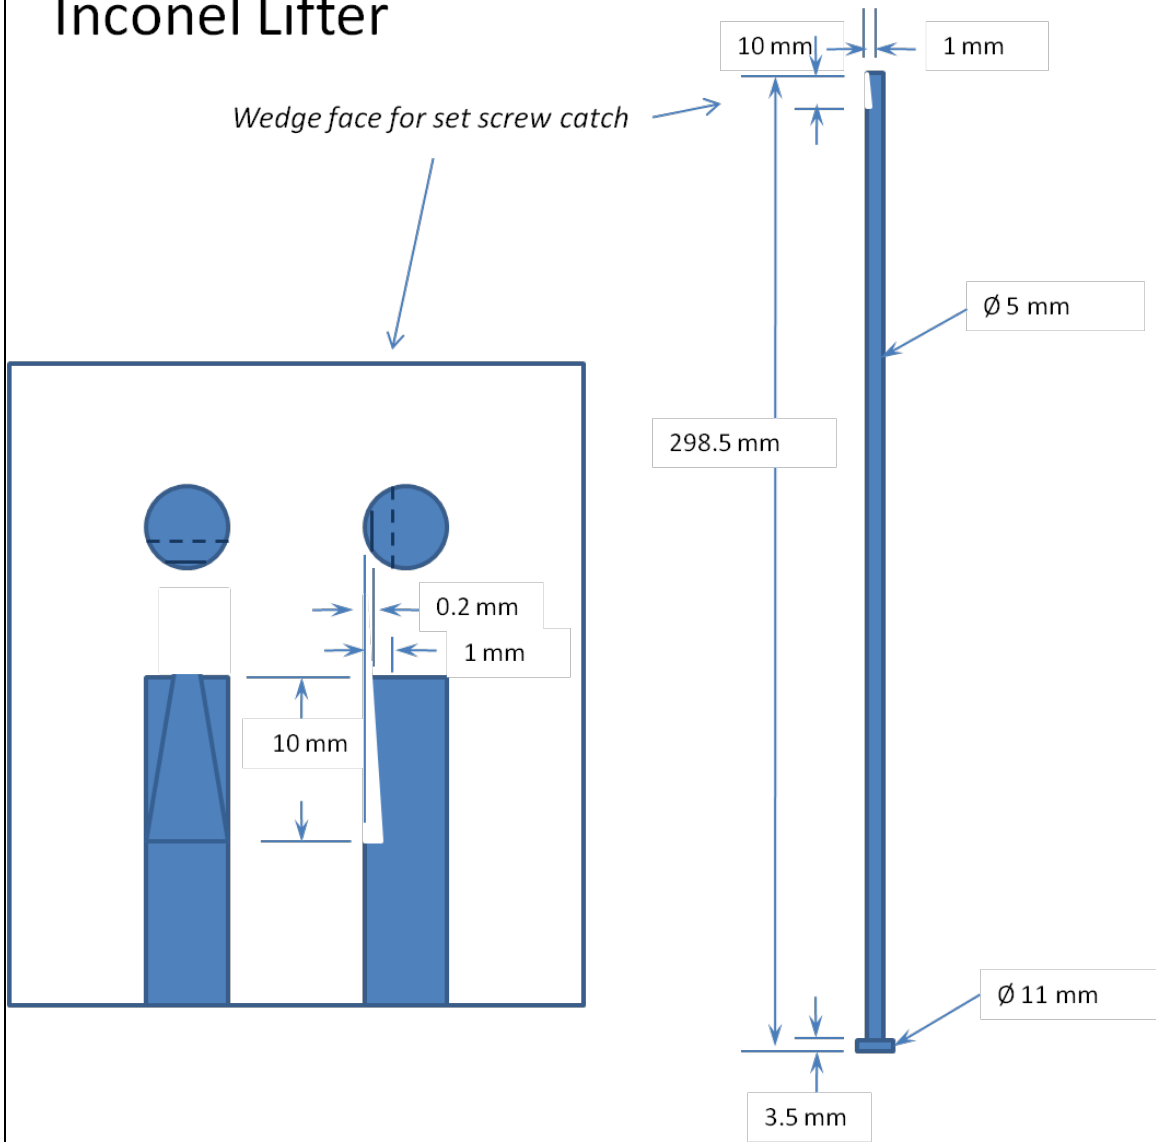 Inconel Lifter
10 mm
1 mm
Wedge face for set screw catch
Ø 5 mm
298.5 mm
0.2 mm
1 mm
10 mm
Ø 11 mm
3.5 mm